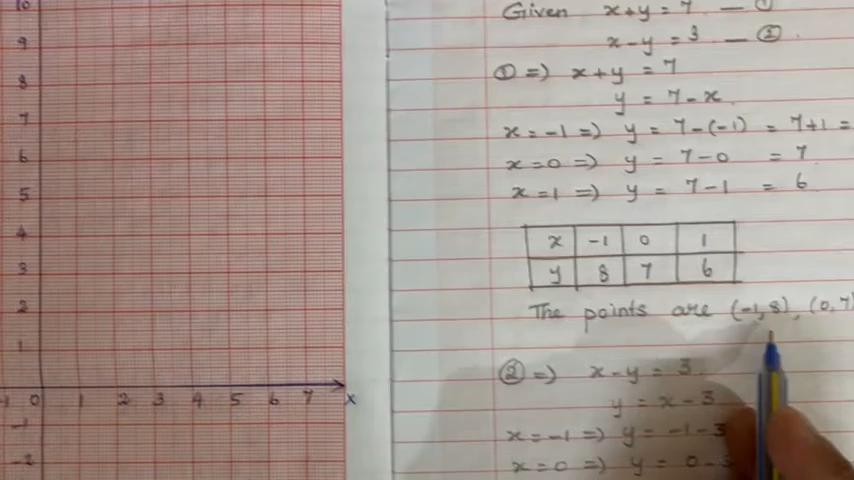 10
9
8
7
6
5
4
3
2
1
-1 0 1 2 3 4 5 6 7 x
-1
-2
Given x+y = 7 — ①
x-y = 3 — ②.
① => x+y = 7
y = 7-x.
x = -1 => y = 7-(-1) = 7+1 =
x=0 => y = 7-0 = 7
x=1 => y = 7-1 = 6
x -1 0 1
y 8 7 6
The points are (-1,8), (0,7)
② => x-y = 3.
y = x-3
x=-1 => y = -1-3
x=0 => y = 0-3